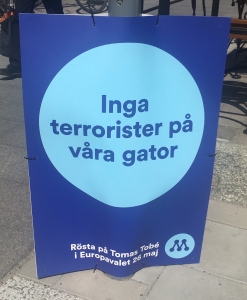 Inga
terrorister på
våra gator
Rösta på Tomas Tobé
i Europavalet 26 maj
M